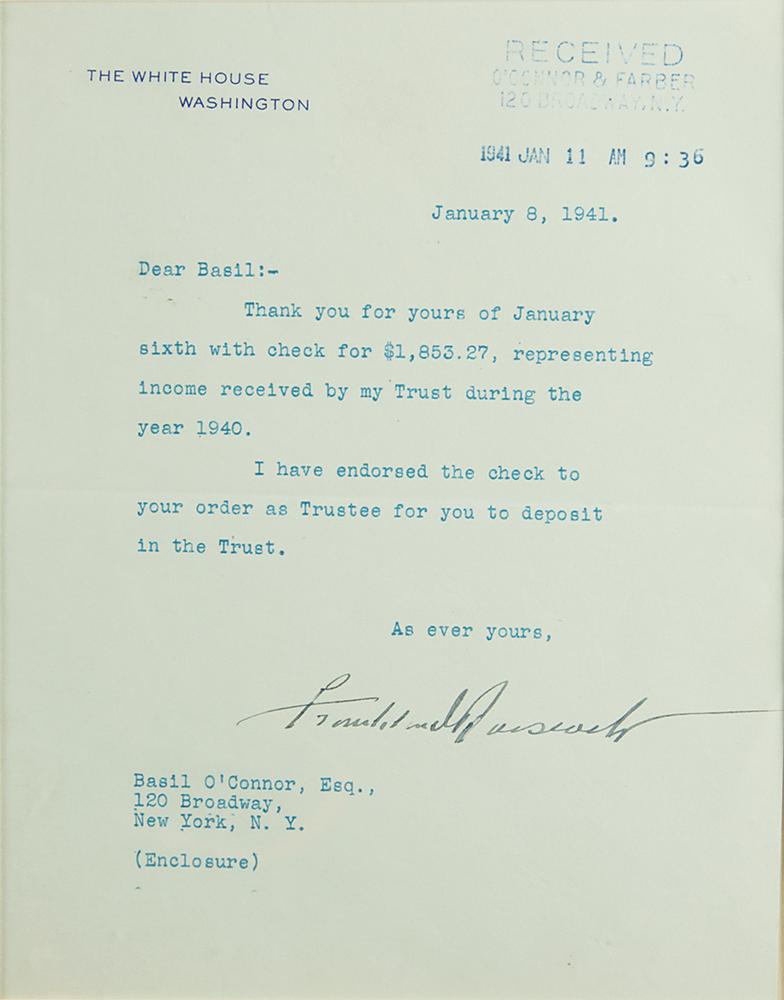 THE WHITE HOUSE
WASHINGTON
RECEIVED
O'CONNOR & FARBER
120 BROADWAY, N.Y.
1941 JAN 11 AM 9:36
January 8, 1941.
Dear Basil:-
Thank you for yours of January
sixth with check for $1,853.27, representing
income received by my Trust during the
year 1940.
I have endorsed the check to
your order as Trustee for you to deposit
in the Trust.
As ever yours,
Franklin D Roosevelt
Basil O'Connor, Esq.,
120 Broadway,
New York, N. Y.
(Enclosure)